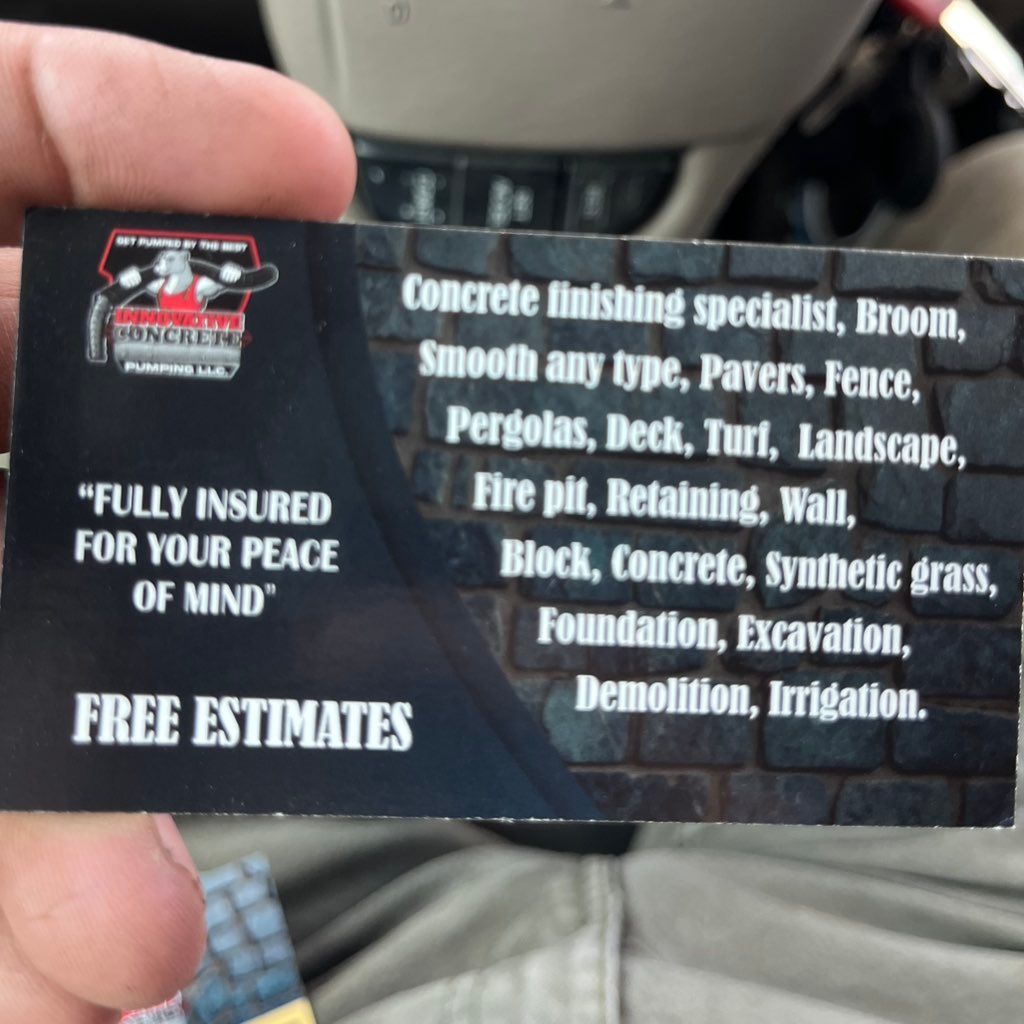 GET PUMPED BY THE BEST
INNOVATIVE
CONCRETE
PUMPING LLC.
“FULLY INSURED
FOR YOUR PEACE
OF MIND"
FREE ESTIMATES
Concrete finishing specialist, Broom,
Smooth any type, Pavers, Fence,
Pergolas, Deck, Turf, Landscape,
Fire pit, Retaining, Wall,
Block, Concrete, Synthetic grass,
Foundation, Excavation,
Demolition, Irrigation.